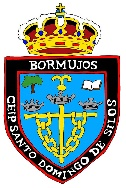 BORMUJOS
CEIP SANTO DOMINGO DE SILOS